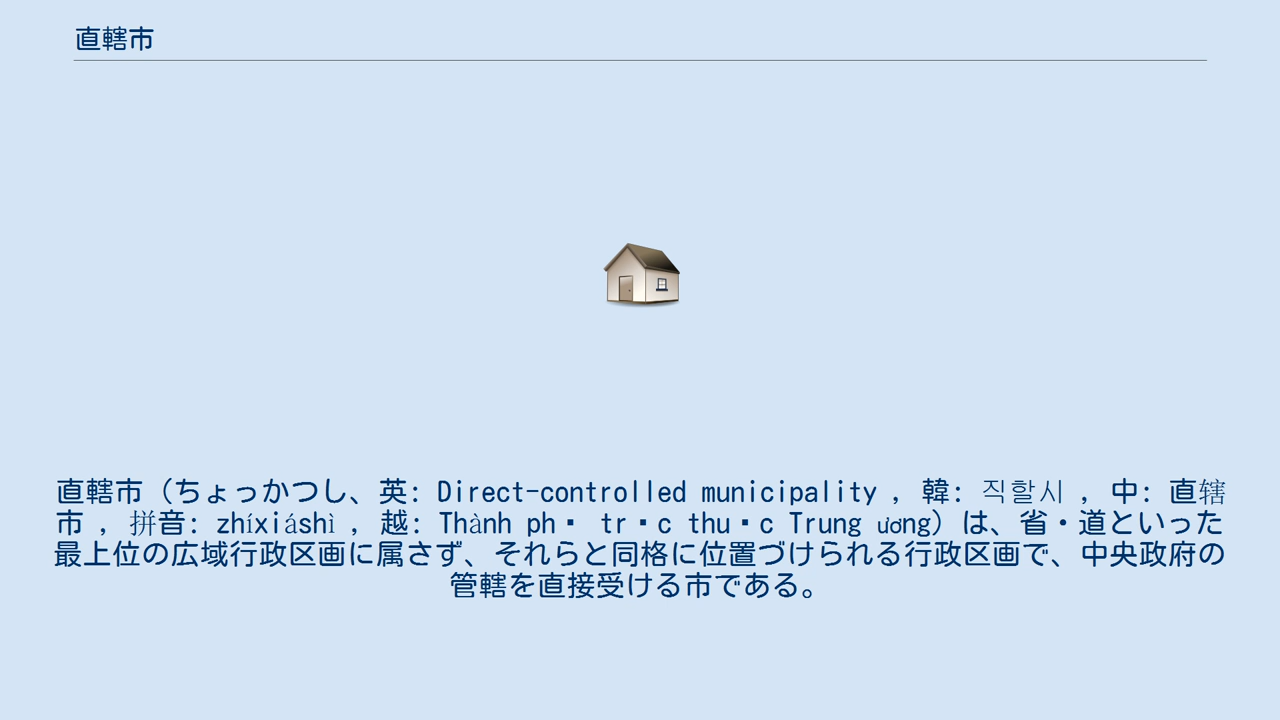 直轄市
直轄市（ちょっかつし、英: Direct-controlled municipality , 韓: 직할시 , 中: 直辖
市 , 拼音: zhíxiáshì , 越: Thành ph･ tr･c thu･c Trung ương）は、省・道といった
最上位の広域行政区画に属さず、それらと同格に位置づけられる行政区画で、中央政府の
管轄を直接受ける市である。